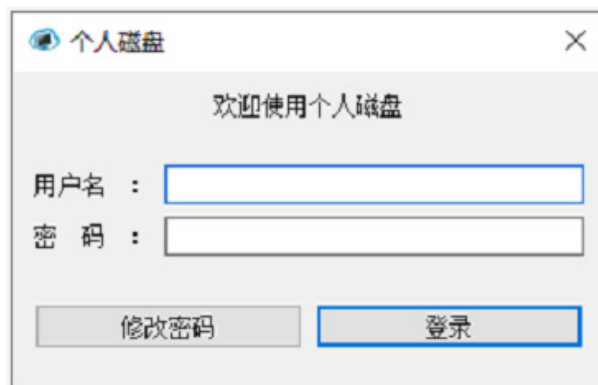 个人磁盘
欢迎使用个人磁盘
用户名 :
密 码 :
修改密码 登录